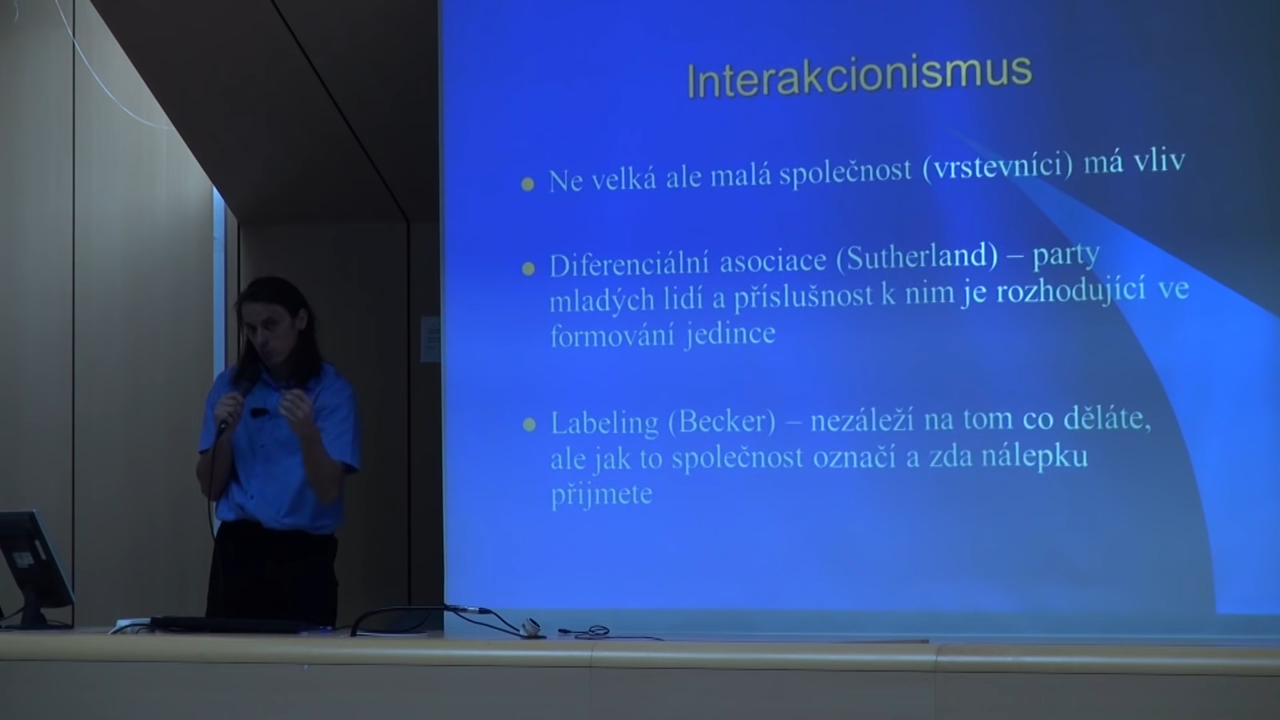 Interakcionismus
Ne velká ale malá společnost (vrstevníci) má vliv
Diferenciální asociace (Sutherland) – party
mladých lidí a příslušnost k nim je rozhodující ve
formování jedince
Labeling (Becker) – nezáleží na tom co děláte,
ale jak to společnost označí a zda nálepku
přijmete